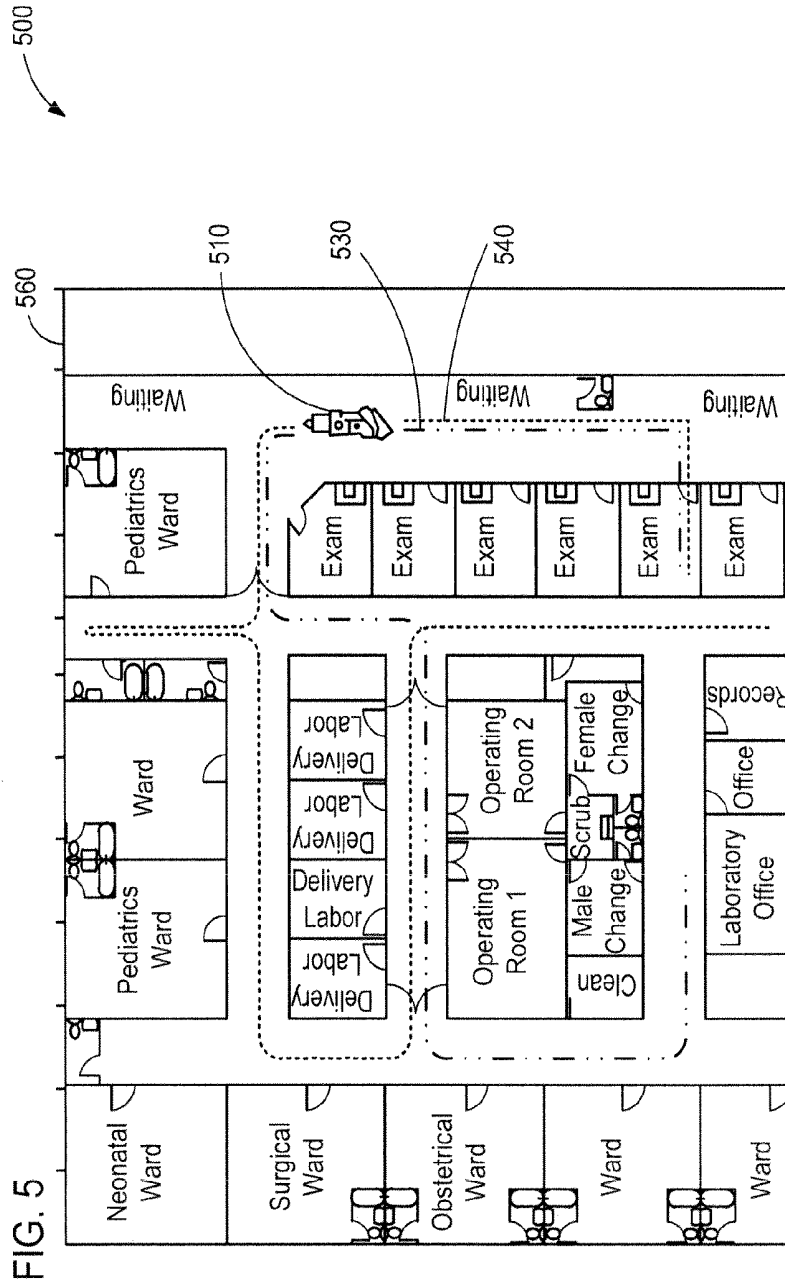 FIG. 5
500
560
510
530
540
Neonatal
Ward
Pediatrics
Ward
Ward
Pediatrics
Ward
Waiting
Surgical
Ward
Labor
Delivery
Delivery
Labor
Labor
Delivery
Labor
Delivery
Exam
Exam
Exam
Exam
Exam
Exam
Waiting
Obstetrical
Ward
Operating
Room 1
Operating
Room 2
Ward
Clean
Male
Change
Scrub
Female
Change
Ward
Laboratory
Office
Office
Records
Waiting